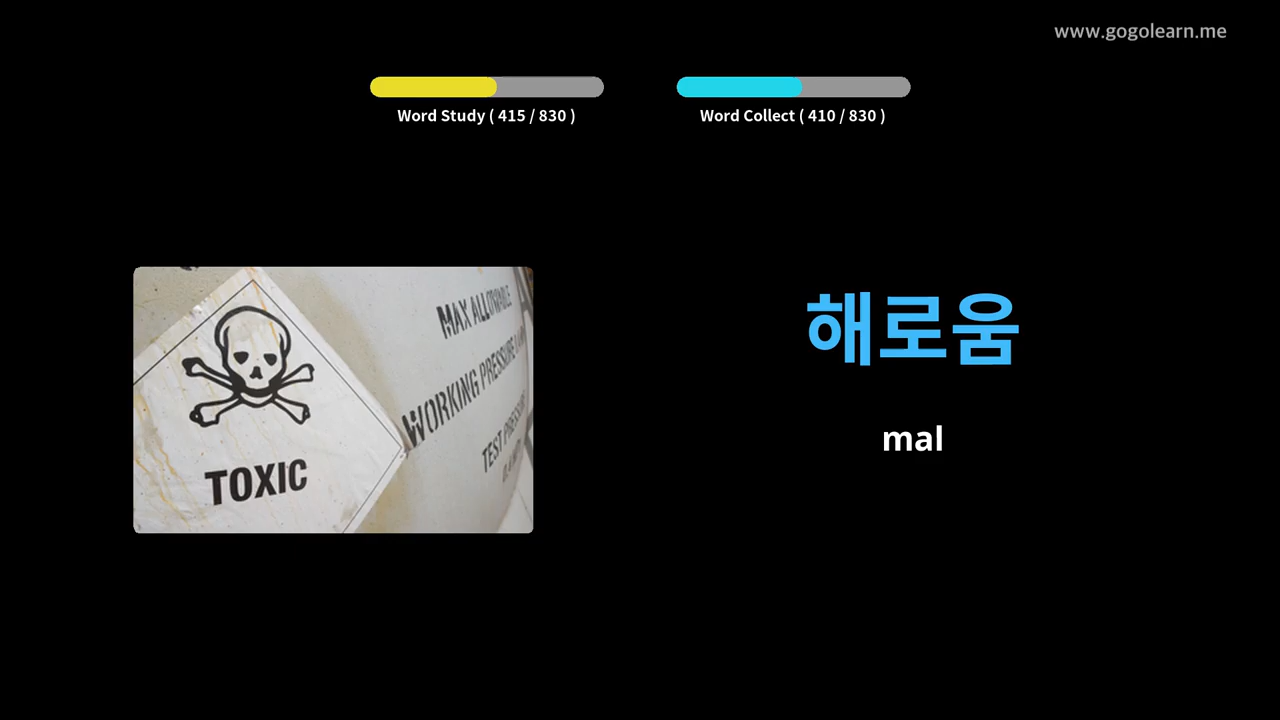 www.gogolearn.me
Word Study ( 415 / 830 )
Word Collect ( 410 / 830 )
MAX ALLOWABLE
WORKING PRESSURE
TEST PRESSURE
TOXIC
해로움
mal